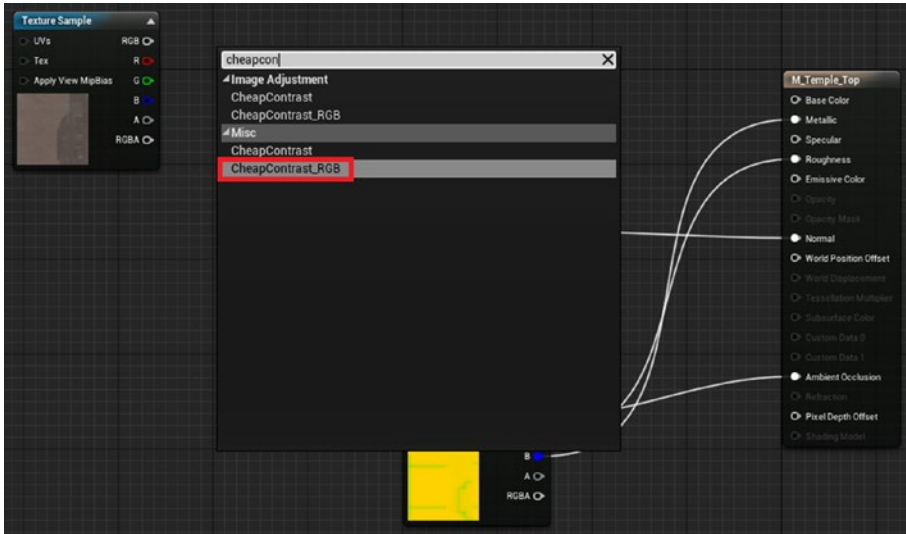 Texture Sample
UVs RGB
Tex R
Apply View MipBias G
B
A
RGBA
cheapcon
Image Adjustment
CheapContrast
CheapContrast_RGB
Misc
CheapContrast
CheapContrast_RGB
M_Temple_Top
Base Color
Metallic
Specular
Roughness
Emissive Color
Opacity
Opacity Mask
Normal
World Position Offset
World Displacement
Tessellation Multiplier
Subsurface Color
Custom Data 0
Custom Data 1
Ambient Occlusion
Refraction
Pixel Depth Offset
Shading Model
B
A
RGBA